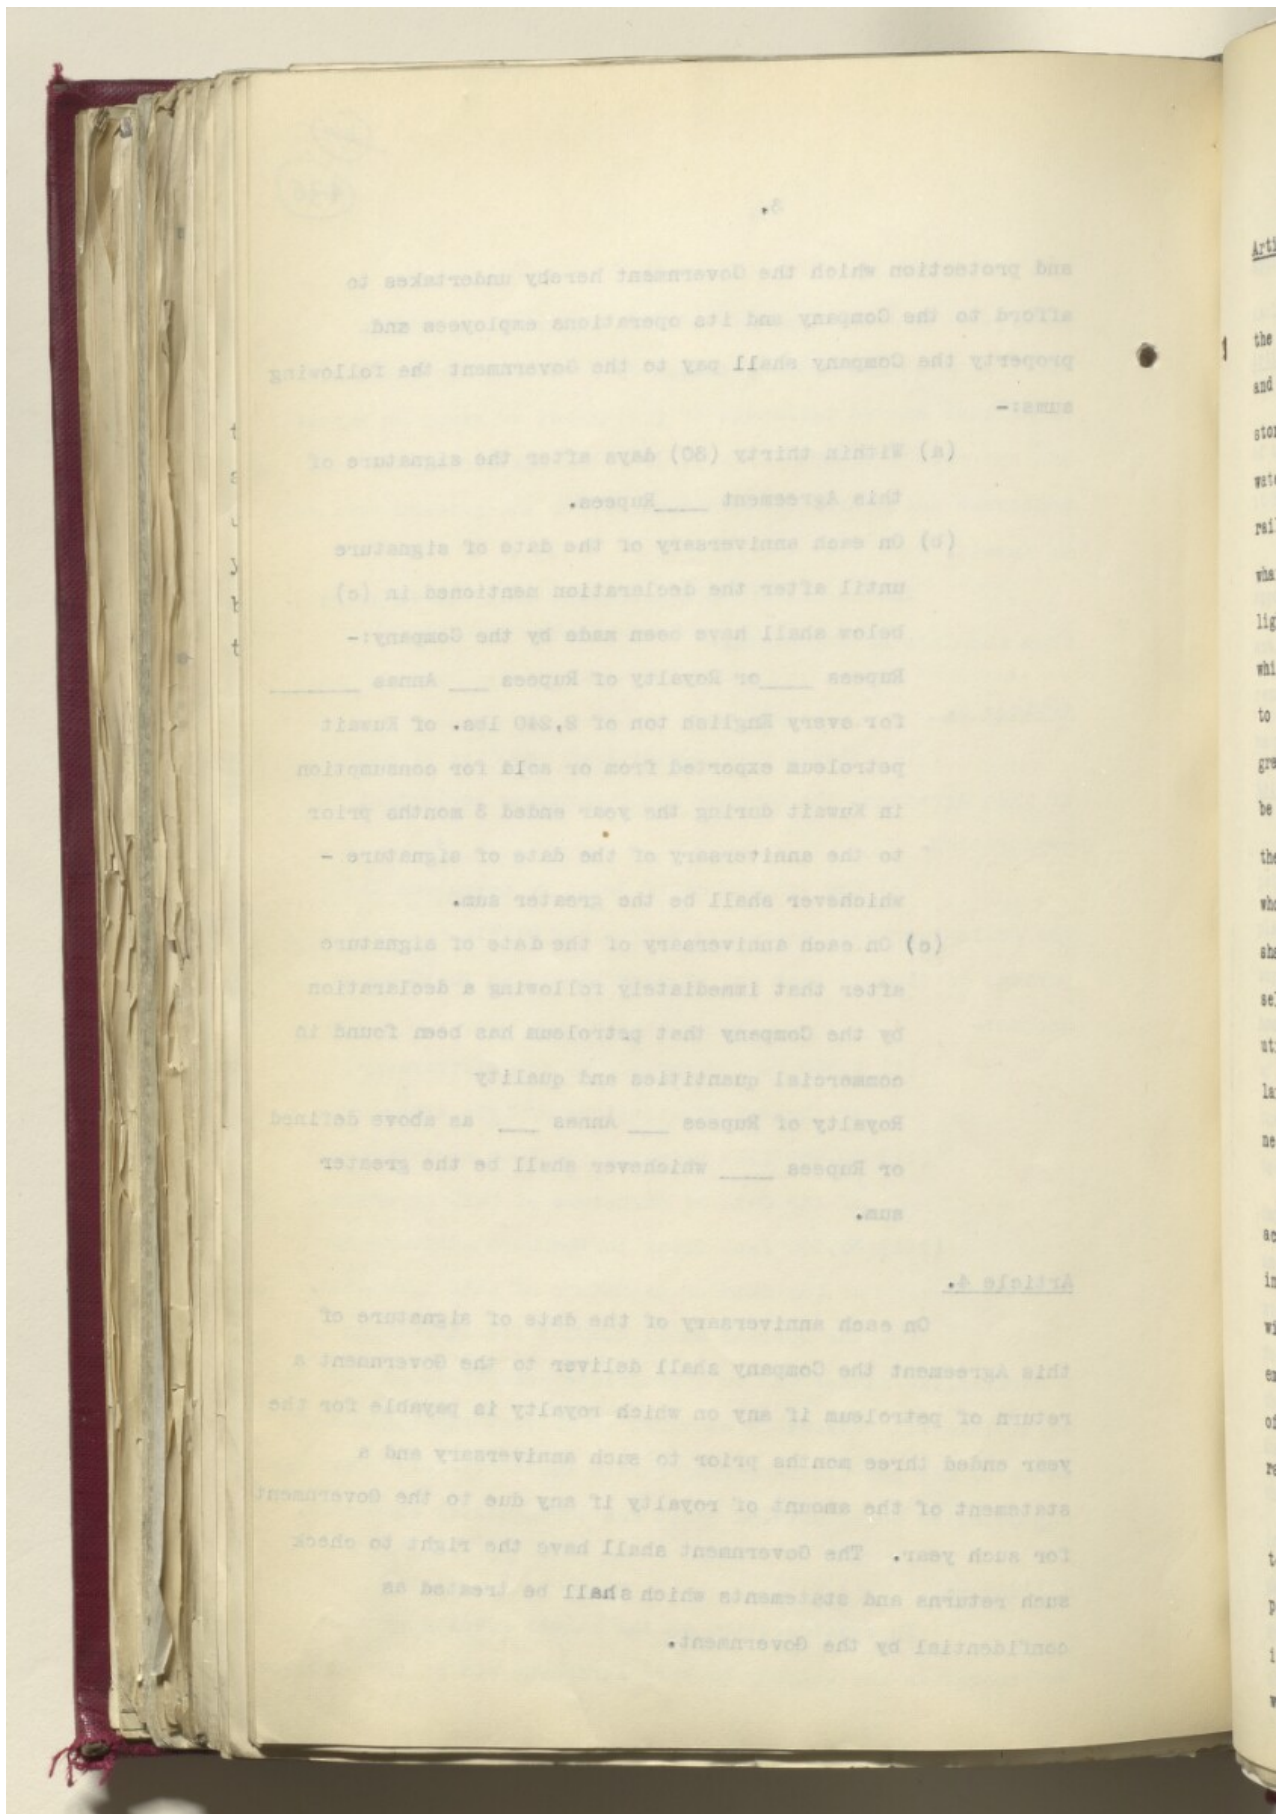 3.
and protection which the Government hereby undertakes to
afford to the Company and its operations employees and
property the Company shall pay to the Government the following
sums:-
(a) Within thirty (30) days after the signature of
this Agreement ____Rupees.
(b) On each anniversary of the date of signature
until after the declaration mentioned in (c)
below shall have been made by the Company:-
Rupees ____or Royalty of Rupees ___ Annas _______
for every English ton of 2,240 lbs. of Kuwait
petroleum exported from or sold for consumption
in Kuwait during the year ended 3 months prior
to the anniversary of the date of signature -
whichever shall be the greater sum.
(c) On each anniversary of the date of signature
after that immediately following a declaration
by the Company that petroleum has been found in
commercial quantities and quality
Royalty of Rupees ___ Annas ___ as above defined
or Rupees ____ whichever shall be the greater
sum.
Article 4.
On each anniversary of the date of signature of
this Agreement the Company shall deliver to the Government a
return of petroleum if any on which royalty is payable for the
year ended three months prior to such anniversary and a
statement of the amount of royalty if any due to the Government
for such year. The Government shall have the right to check
such returns and statements which shall be treated as
confidential by the Government.
the
and
to
be